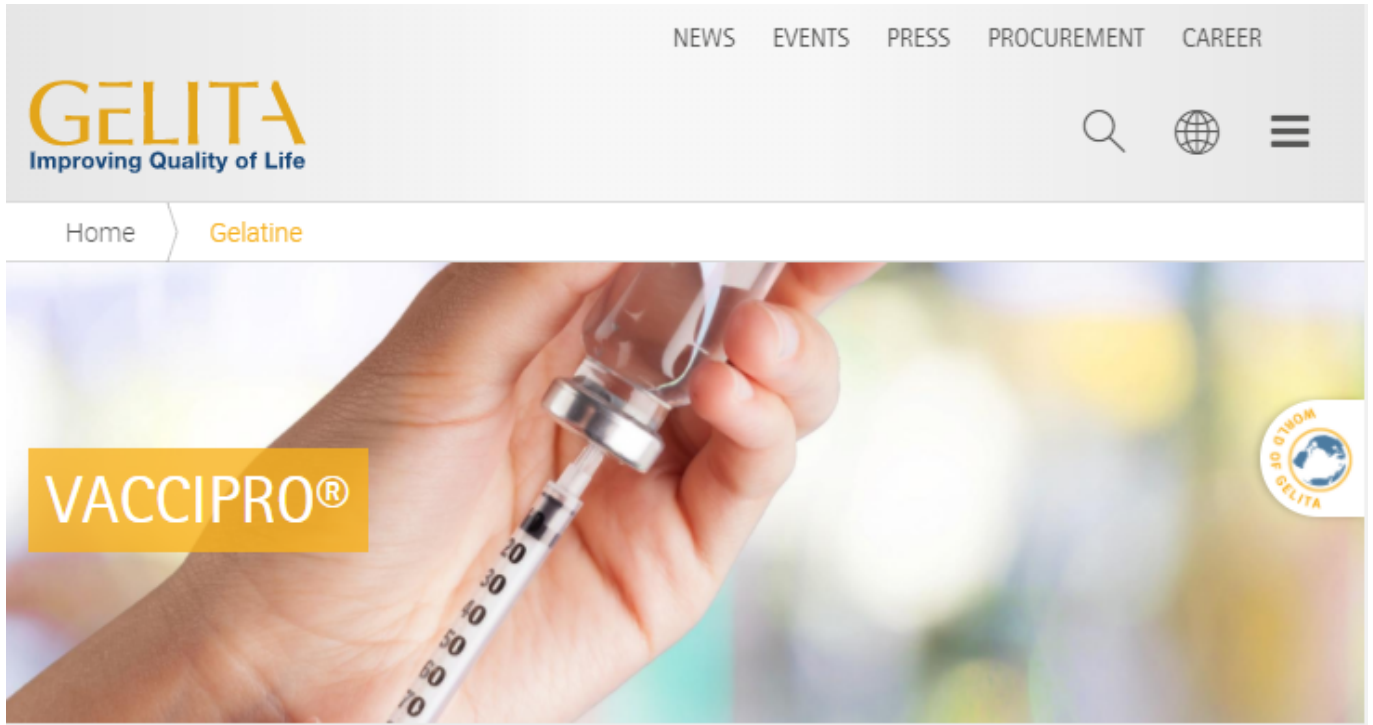 NEWS EVENTS PRESS PROCUREMENT CAREER
GELITA
Improving Quality of Life
Home Gelatine
VACCIPRO®
WORLD OF GELITA
20
30
40
50
60
70